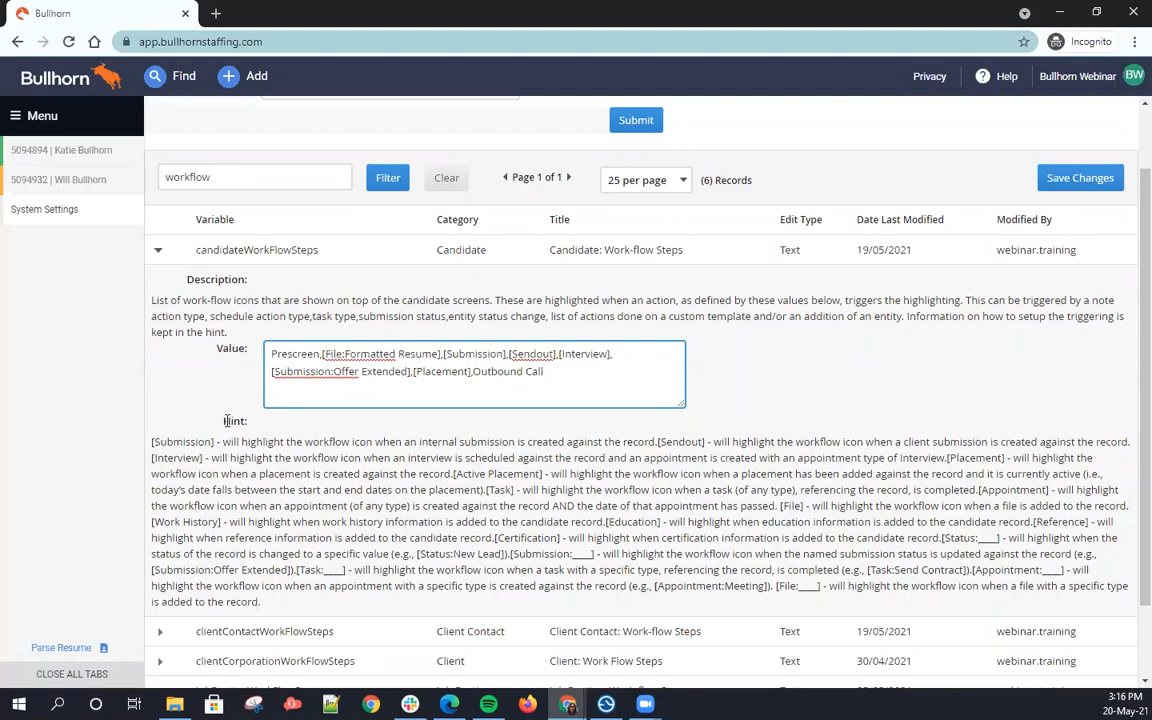 Bullhorn
app.bullhornstaffing.com
Incognito
Bullhorn
Find
Add
Privacy
Help
Bullhorn Webinar
BW
Menu
5094894 | Katie Bullhorn
5094932 | Will Bullhorn
System Settings
Submit
workflow
Filter
Clear
Page 1 of 1
25 per page
(6) Records
Save Changes
Variable Category Title Edit Type Date Last Modified Modified By
candidateWorkFlowSteps Candidate Candidate: Work-flow Steps Text 19/05/2021 webinar.training
Description:
List of work-flow icons that are shown on top of the candidate screens. These are highlighted when an action, as defined by these values below, triggers the highlighting. This can be triggered by a note
action type, schedule action type,task type,submission status,entity status change, list of actions done on a custom template and/or an addition of an entity. Information on how to setup the triggering is
kept in the hint.
Value:
Prescreen,[File:Formatted Resume],[Submission],[Sendout],[Interview],
[Submission:Offer Extended],[Placement],Outbound Call
Hint:
[Submission] - will highlight the workflow icon when an internal submission is created against the record.[Sendout] - will highlight the workflow icon when a client submission is created against the record.
[Interview] - will highlight the workflow icon when an interview is scheduled against the record and an appointment is created with an appointment type of Interview.[Placement] - will highlight the
workflow icon when a placement is created against the record.[Active Placement] - will highlight the workflow icon when a placement has been added against the record and it is currently active (i.e.,
today's date falls between the start and end dates on the placement).[Task] - will highlight the workflow icon when a task (of any type), referencing the record, is completed.[Appointment] - will highlight
the workflow icon when an appointment (of any type) is created against the record AND the date of that appointment has passed. [File] - will highlight the workflow icon when a file is added to the record.
[Work History] - will highlight when work history information is added to the candidate record.[Education] - will highlight when education information is added to the candidate record.[Reference] - will
highlight when reference information is added to the candidate record.[Certification] - will highlight when certification information is added to the candidate record.[Status:____] - will highlight when the
status of the record is changed to a specific value (e.g., [Status:New Lead]).[Submission:____] - will highlight the workflow icon when the named submission status is updated against the record (e.g.,
[Submission:Offer Extended]).[Task:____] - will highlight the workflow icon when a task with a specific type, referencing the record, is completed (e.g., [Task:Send Contract]).[Appointment:____] - will
highlight the workflow icon when an appointment with a specific type is created against the record (e.g., [Appointment:Meeting]). [File:____] - will highlight the workflow icon when a file with a specific type
is added to the record.
clientContactWorkFlowSteps Client Contact Client Contact: Work-flow Steps Text 19/05/2021 webinar.training
clientCorporationWorkFlowSteps Client Client: Work Flow Steps Text 30/04/2021 webinar.training
Parse Resume
CLOSE ALL TABS
3:16 PM
20-May-21